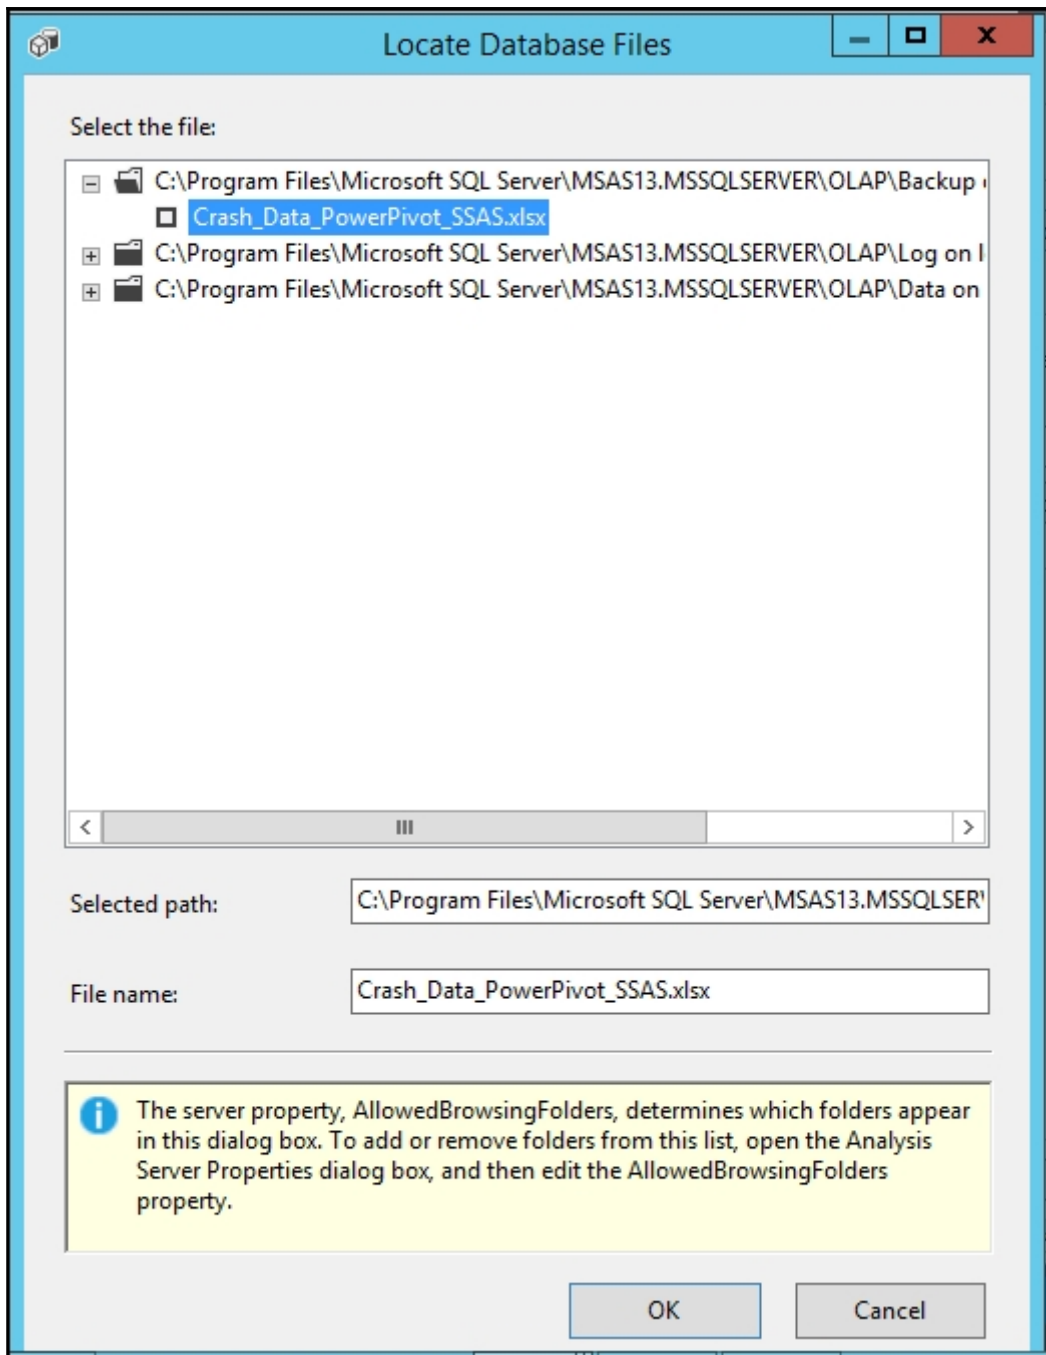 Locate Database Files
Select the file:
C:\Program Files\Microsoft SQL Server\MSAS13.MSSQLSERVER\OLAP\Backup
Crash_Data_PowerPivot_SSAS.xlsx
C:\Program Files\Microsoft SQL Server\MSAS13.MSSQLSERVER\OLAP\Log on
C:\Program Files\Microsoft SQL Server\MSAS13.MSSQLSERVER\OLAP\Data on
Selected path: C:\Program Files\Microsoft SQL Server\MSAS13.MSSQLSER
File name: Crash_Data_PowerPivot_SSAS.xlsx
The server property, AllowedBrowsingFolders, determines which folders appear
in this dialog box. To add or remove folders from this list, open the Analysis
Server Properties dialog box, and then edit the AllowedBrowsingFolders
property.
OK Cancel